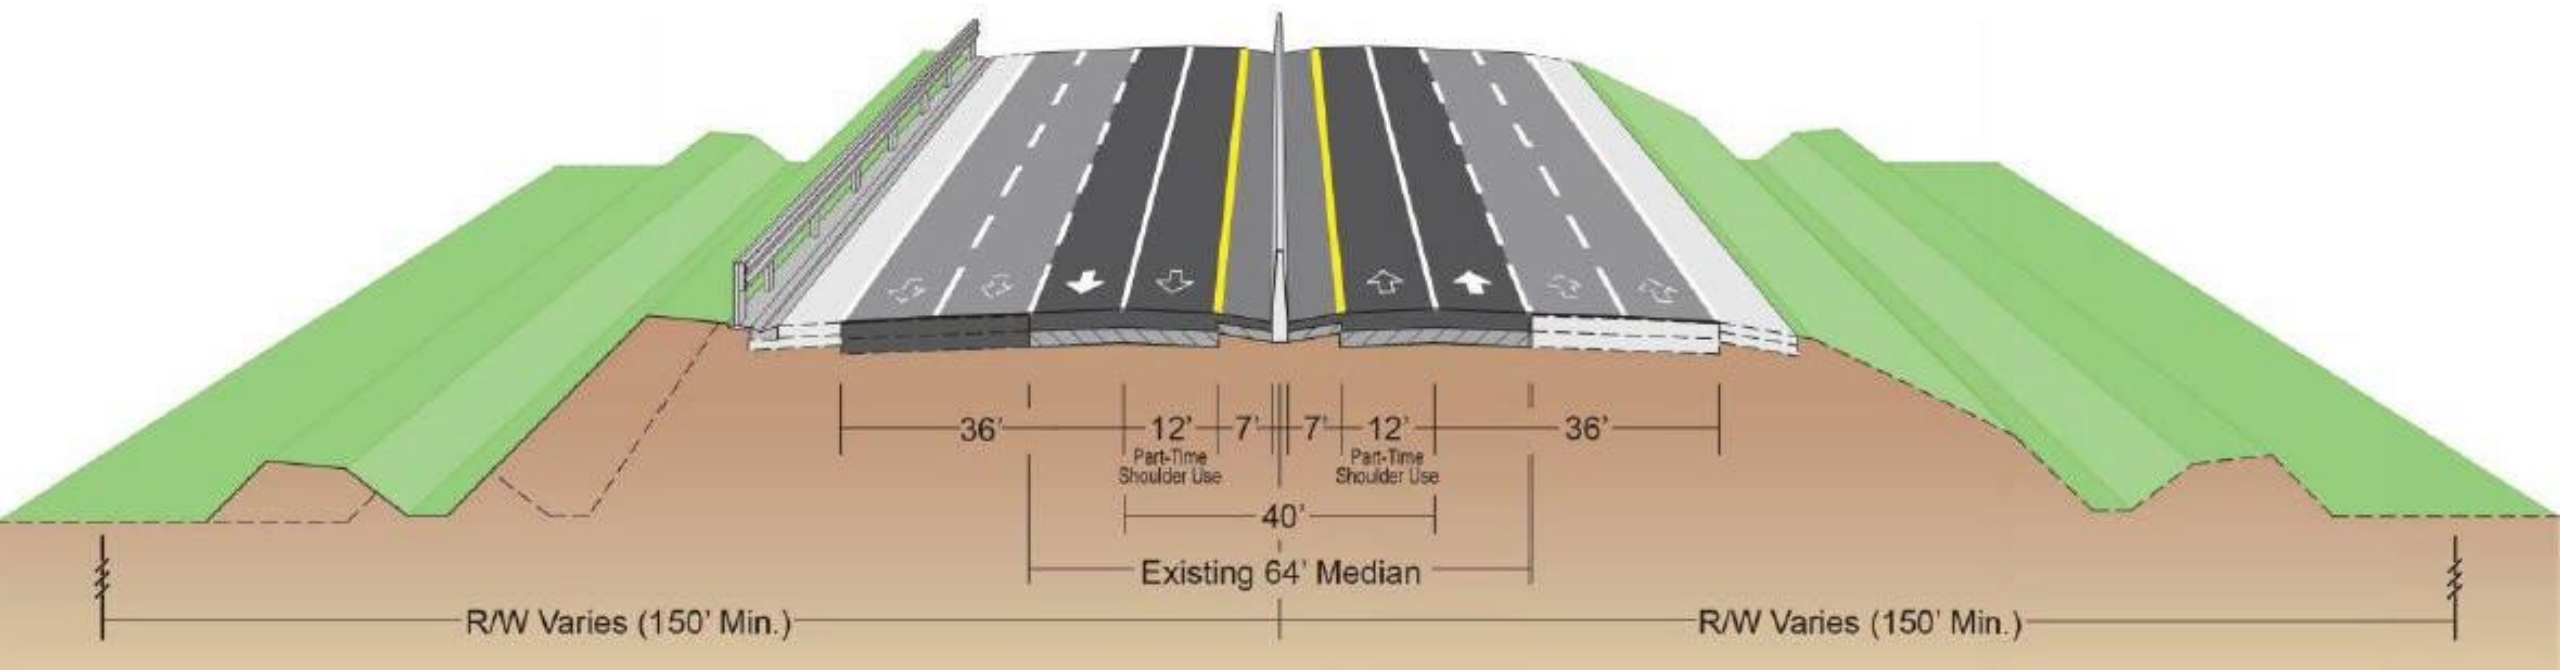 36’ 12’ 7’ 7’ 12’ 36’
Part-Time Part-Time
Shoulder Use Shoulder Use
40’
Existing 64’ Median
R/W Varies (150’ Min.) R/W Varies (150’ Min.)